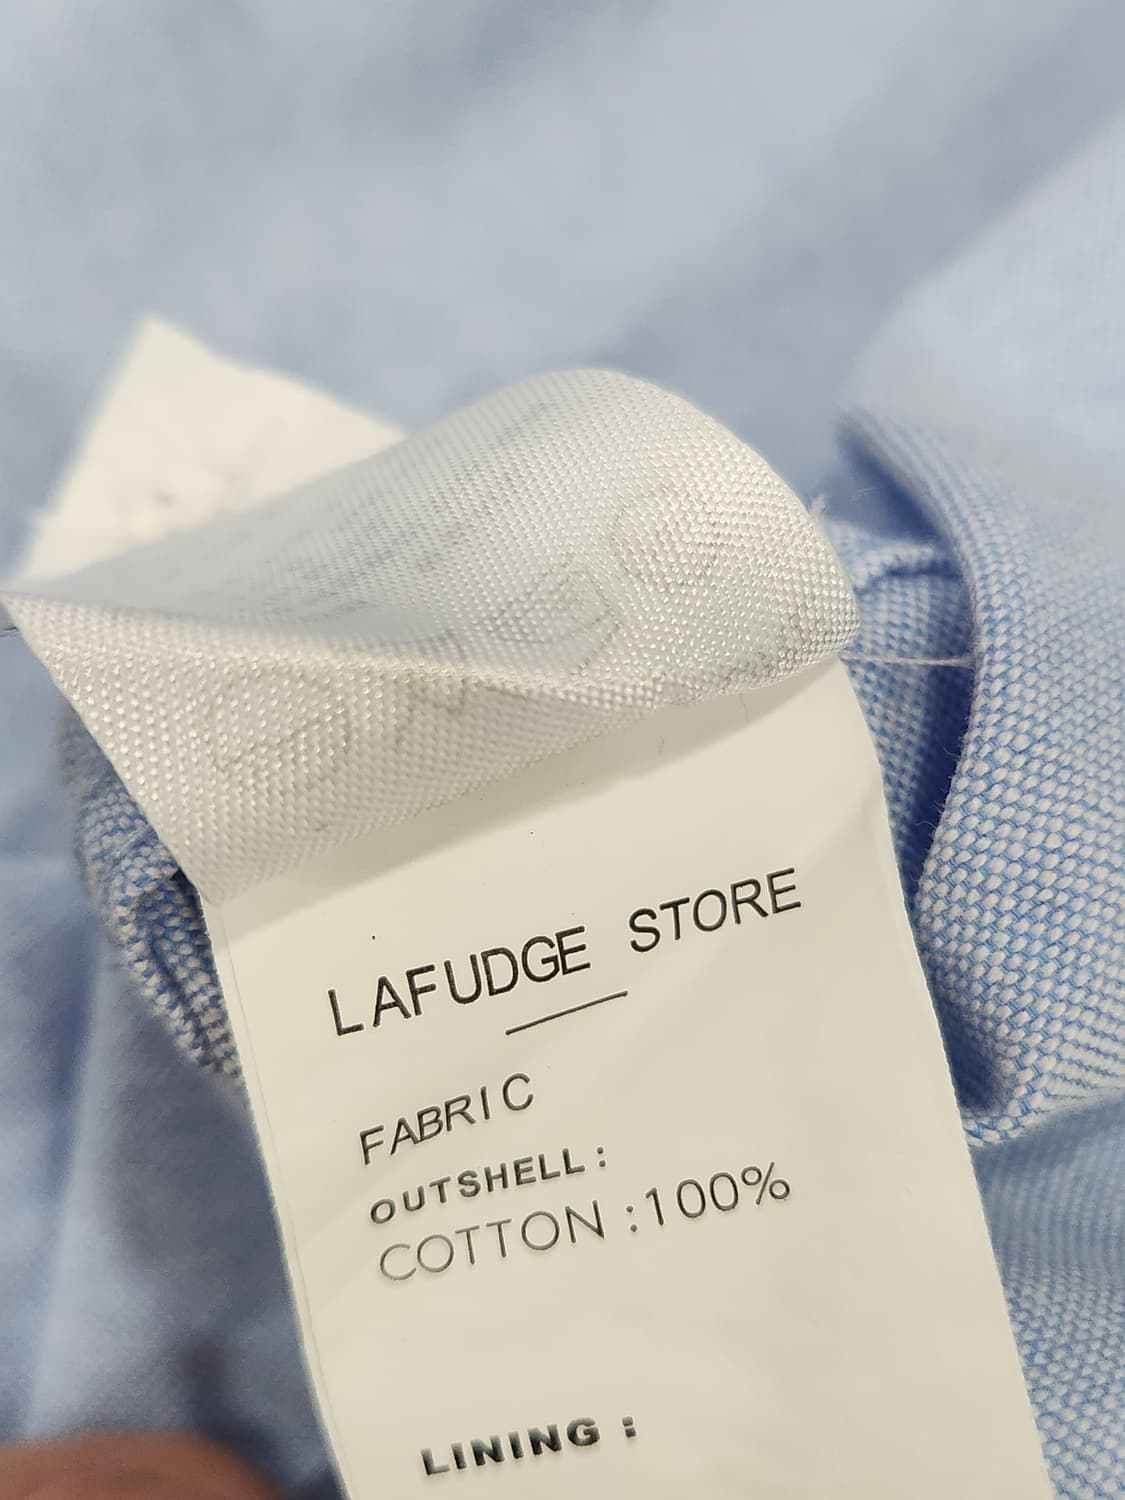 LAFUDGE STORE
FABRIC
OUTSHELL:
COTTON :100%
LINING :